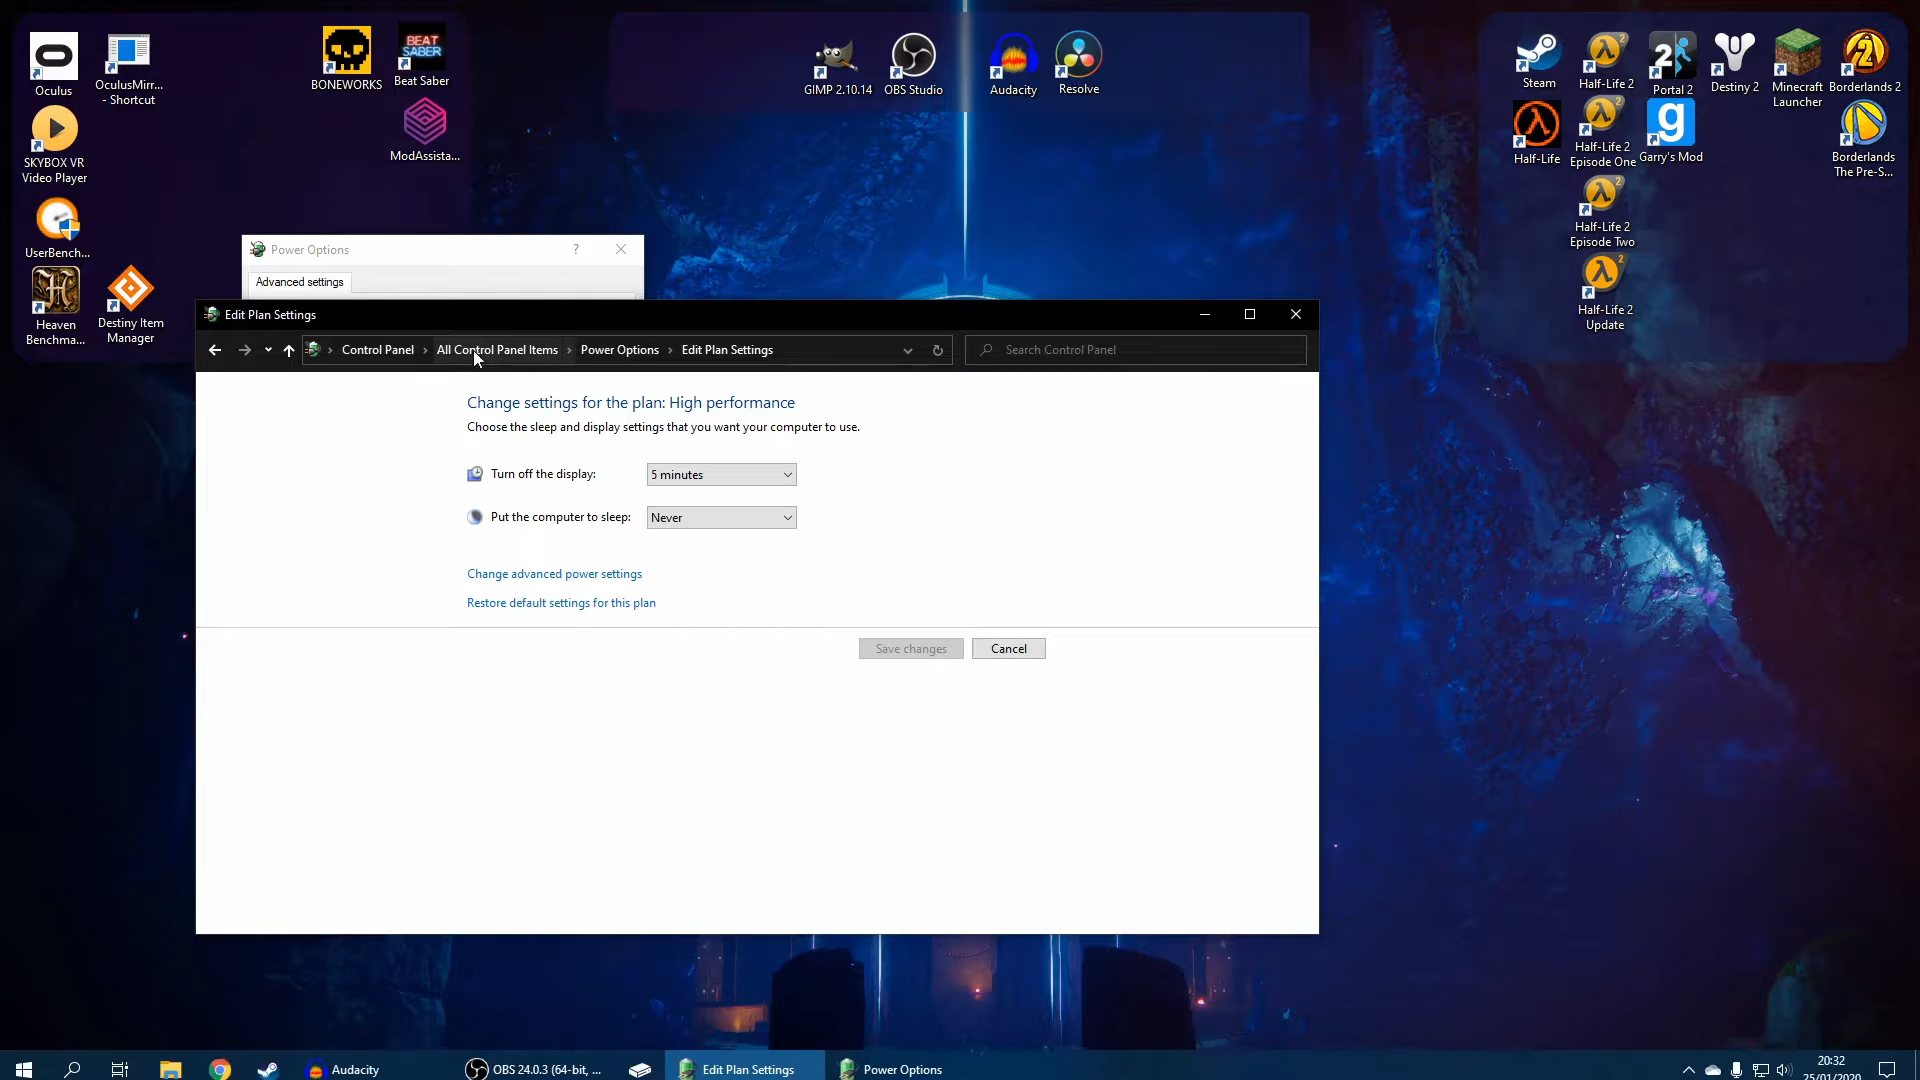 Oculus
OculusMirr...
- Shortcut
BONEWORKS
BEAT
SABER
Beat Saber
SKYBOX VR
Video Player
ModAssista...
UserBench...
Heaven
Benchma...
Destiny Item
Manager
GIMP 2.10.14
OBS Studio
Audacity
Resolve
Steam
Half-Life 2
Portal 2
Destiny 2
Minecraft
Launcher
Borderlands 2
Half-Life
Half-Life 2
Episode One
Garry's Mod
Borderlands
The Pre-S...
Half-Life 2
Episode Two
Half-Life 2
Update
Power Options
?
Advanced settings
Edit Plan Settings
Control Panel
All Control Panel Items
Power Options
Edit Plan Settings
Search Control Panel
Change settings for the plan: High performance
Choose the sleep and display settings that you want your computer to use.
Turn off the display:
5 minutes
Put the computer to sleep:
Never
Change advanced power settings
Restore default settings for this plan
Save changes
Cancel
Audacity
OBS 24.0.3 (64-bit, ...
Edit Plan Settings
Power Options
20:32
25/01/2020